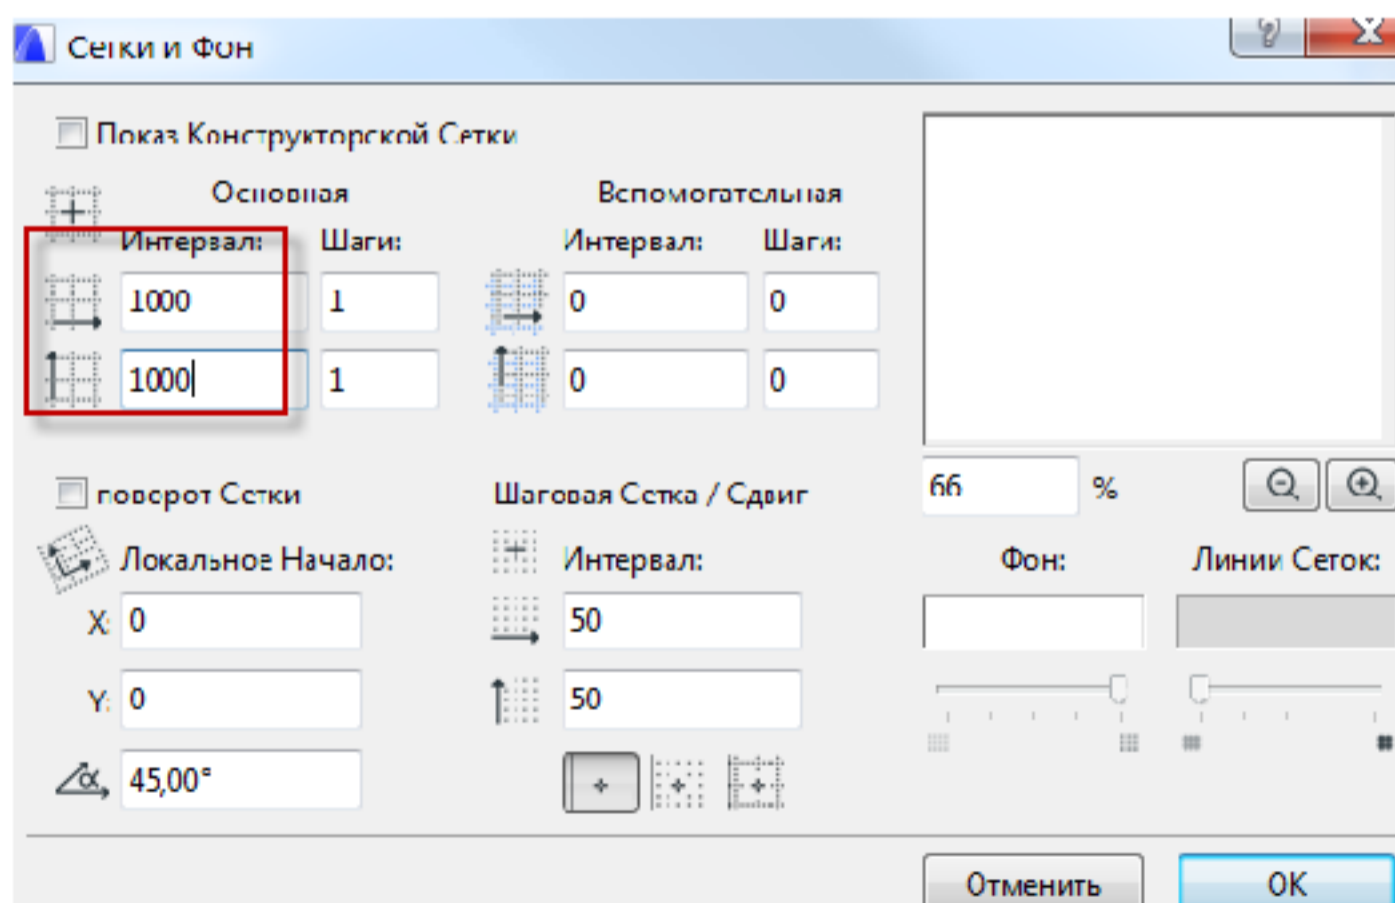 Сетки и Фон
Показ Конструкторской Сетки
Основная Вспомогательная
Интервал: Шаги: Интервал: Шаги:
1000 1 0 0
1000 1 0 0
поворот Сетки Шаговая Сетка / Сдвиг 66 %
Локальное Начало: Интервал: Фон: Линии Сеток:
X: 0 50
Y: 0 50
α 45,00°
Отменить OK